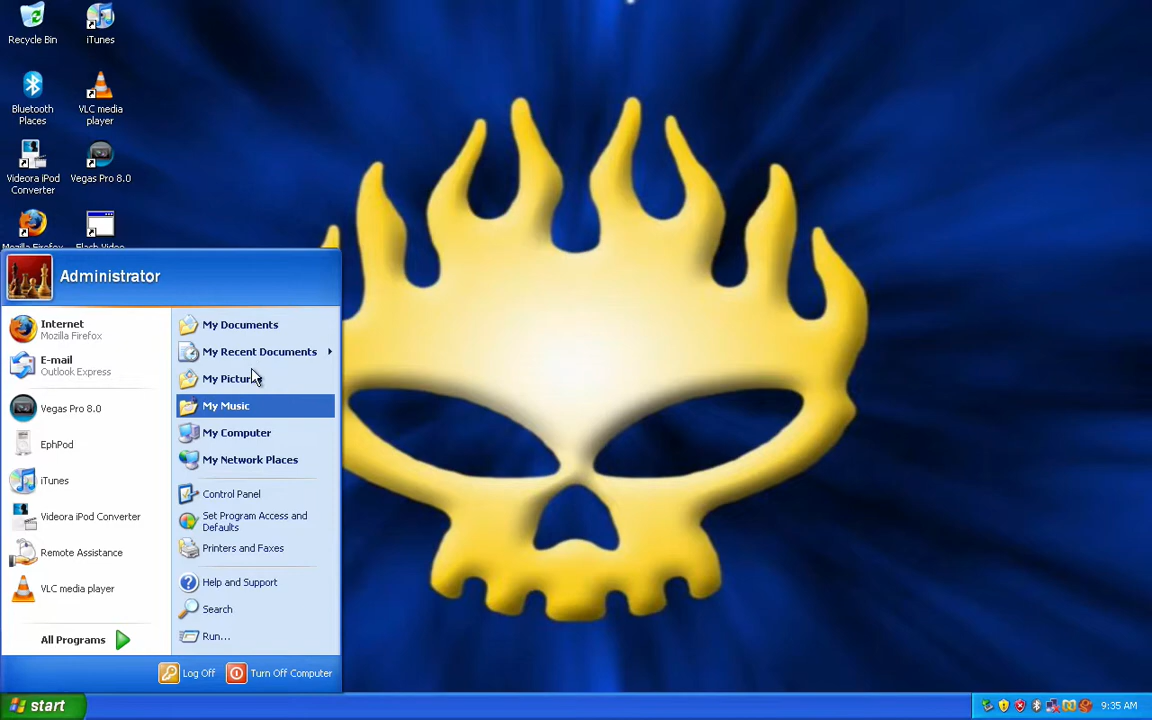 Recycle Bin
iTunes
Bluetooth
Places
VLC media
player
Videora iPod
Converter
Vegas Pro 8.0
Mozilla Firefox
Flash Video
Administrator
Internet
Mozilla Firefox
E-mail
Outlook Express
Vegas Pro 8.0
EphPod
iTunes
Videora iPod Converter
Remote Assistance
VLC media player
All Programs
My Documents
My Recent Documents
My Pictur
My Music
My Computer
My Network Places
Control Panel
Set Program Access and
Defaults
Printers and Faxes
Help and Support
Search
Run...
Log Off
Turn Off Computer
start
9:35 AM